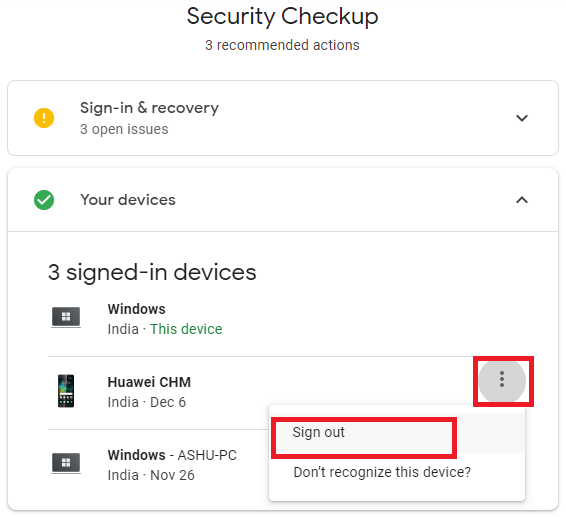 Security Checkup
3 recommended actions
Sign-in & recovery
3 open issues
Your devices
3 signed-in devices
Windows
India · This device
Huawei CHM
India · Dec 6
Sign out
Windows - ASHU-PC
Don't recognize this device?
India · Nov 26